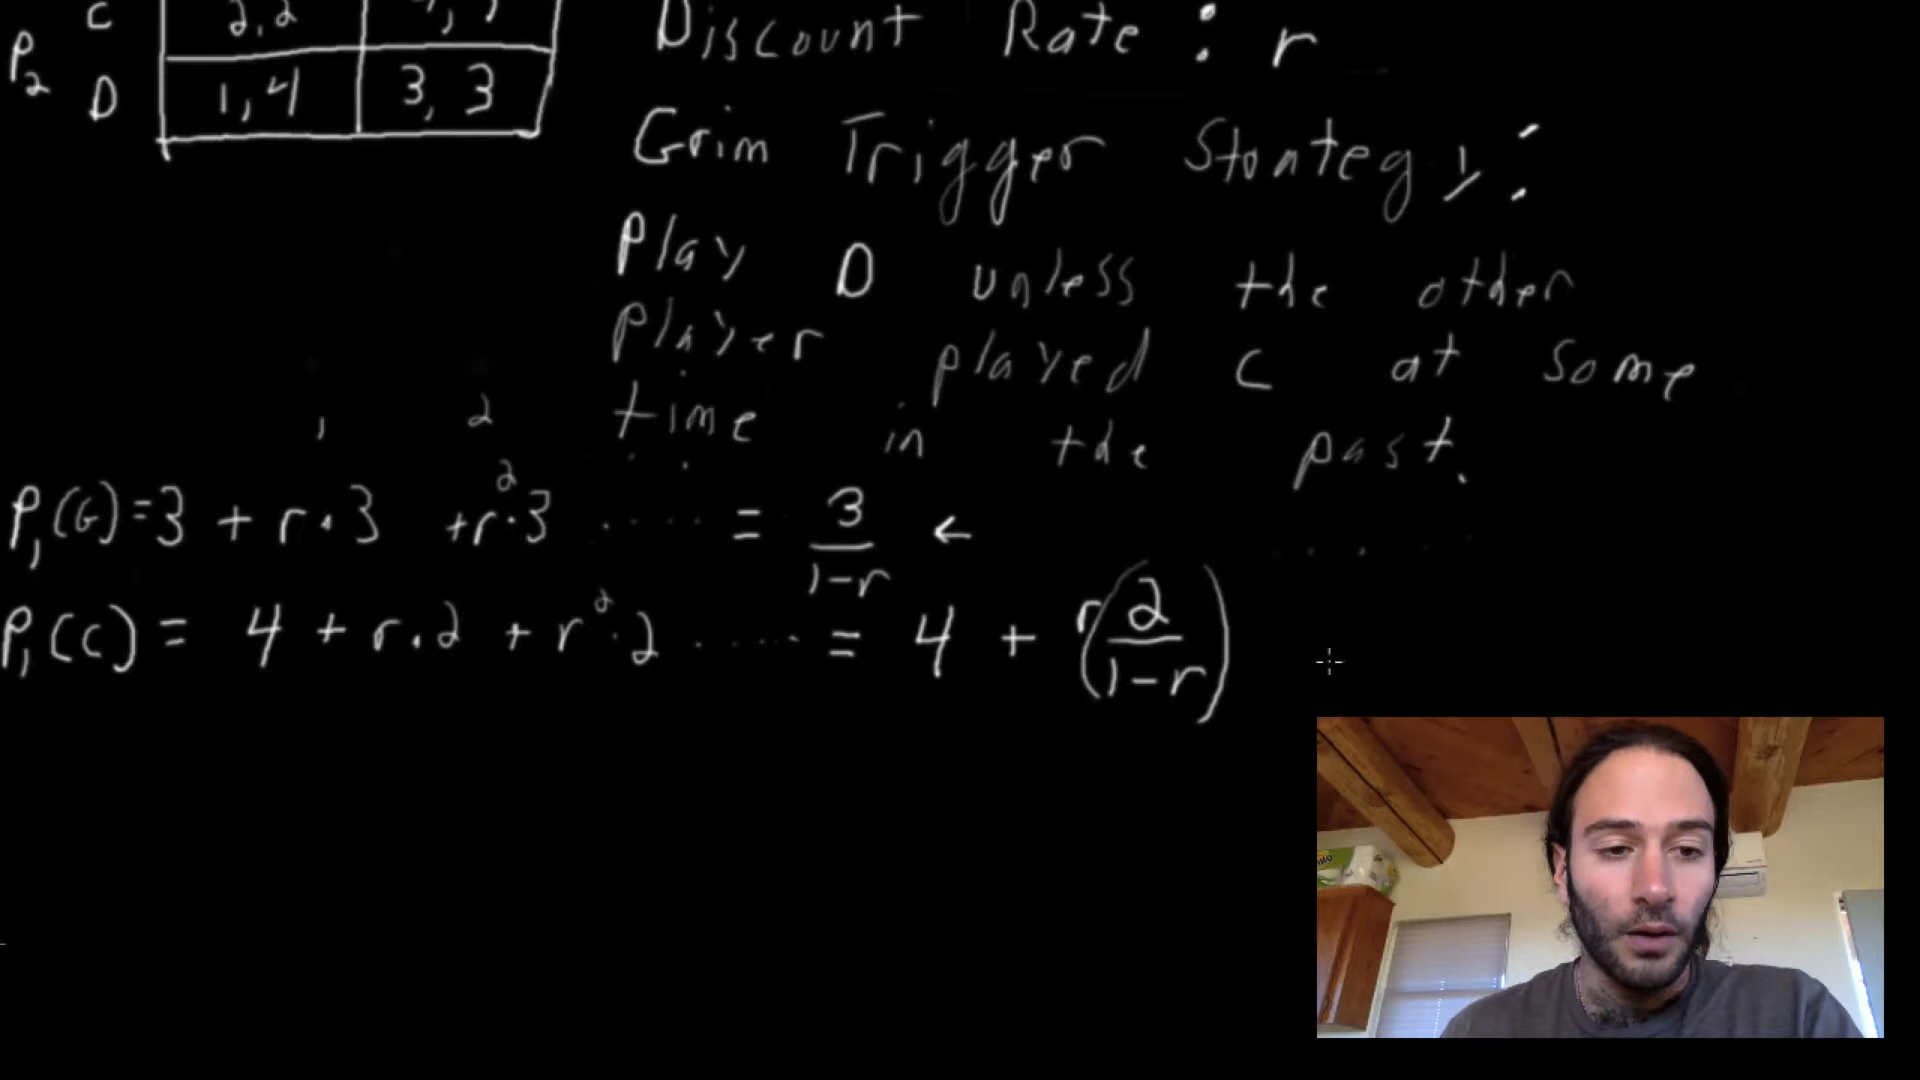 C 2,2
Discount Rate : r
P2 D 1,4 3, 3
Grim Trigger Stontegy:
Play D unless the other
player played C at some
time in the past.
1 2
P1(G)=3 + r.3 +r².3 ..... = 3/(1-r) ←
P1(C) = 4 + r.2 + r².2 ..... = 4 + r(2/(1-r))